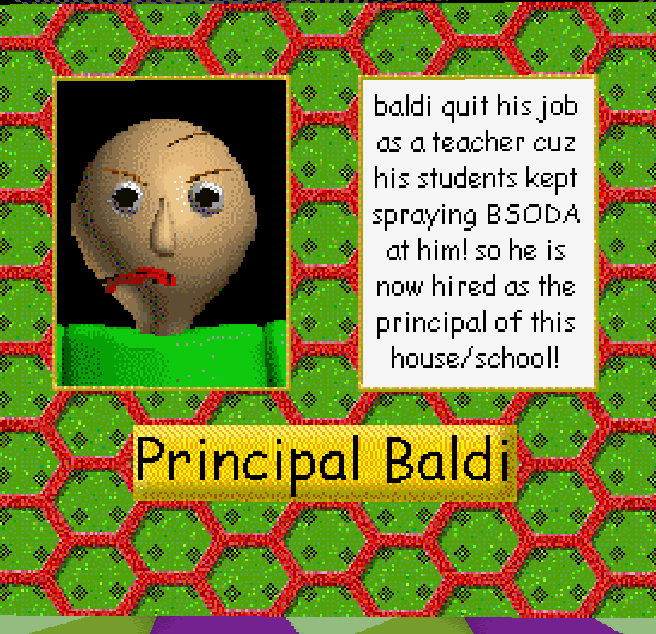 baldi quit his job
as a teacher cuz
his students kept
spraying BSODA
at him! so he is
now hired as the
principal of this
house/school!
Principal Baldi